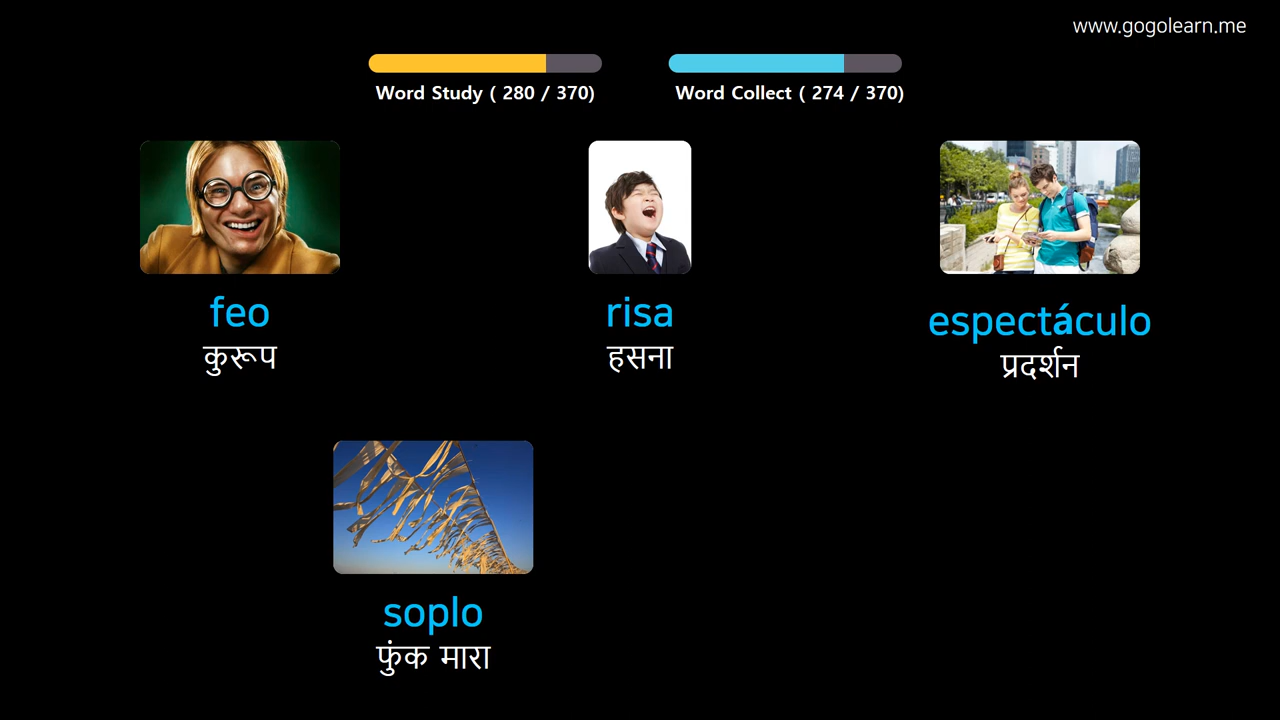 www.gogolearn.me
Word Study ( 280 / 370)
Word Collect ( 274 / 370)
feo
कुरूप
risa
हसना
espectáculo
प्रदर्शन
soplo
फुंक मारा